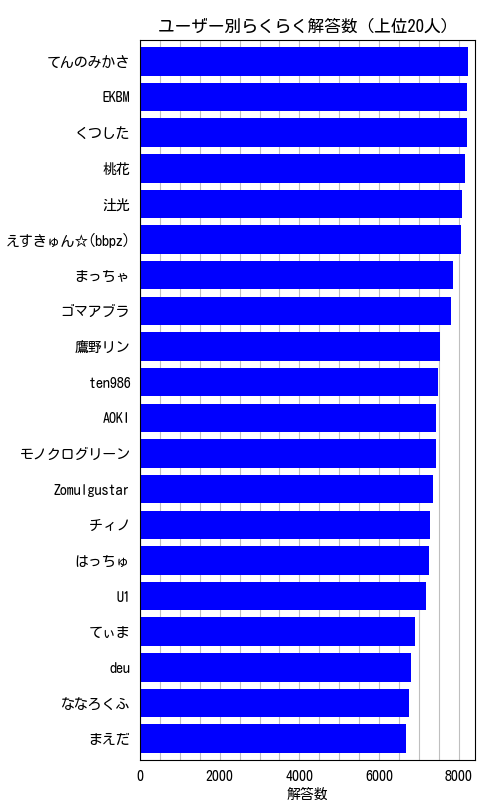 ユーザー別らくらく解答数 (上位20人)
てんのみかさ
EKBM
くつした
桃花
汢光
えすきゅん☆(bbpz)
まっちゃ
ゴマアブラ
鷹野リン
ten986
AOKI
モノクログリーン
Zomulgustar
チィノ
はっちゅ
U1
てぃま
deu
ななろくふ
まえだ
0 2000 4000 6000 8000
解答数